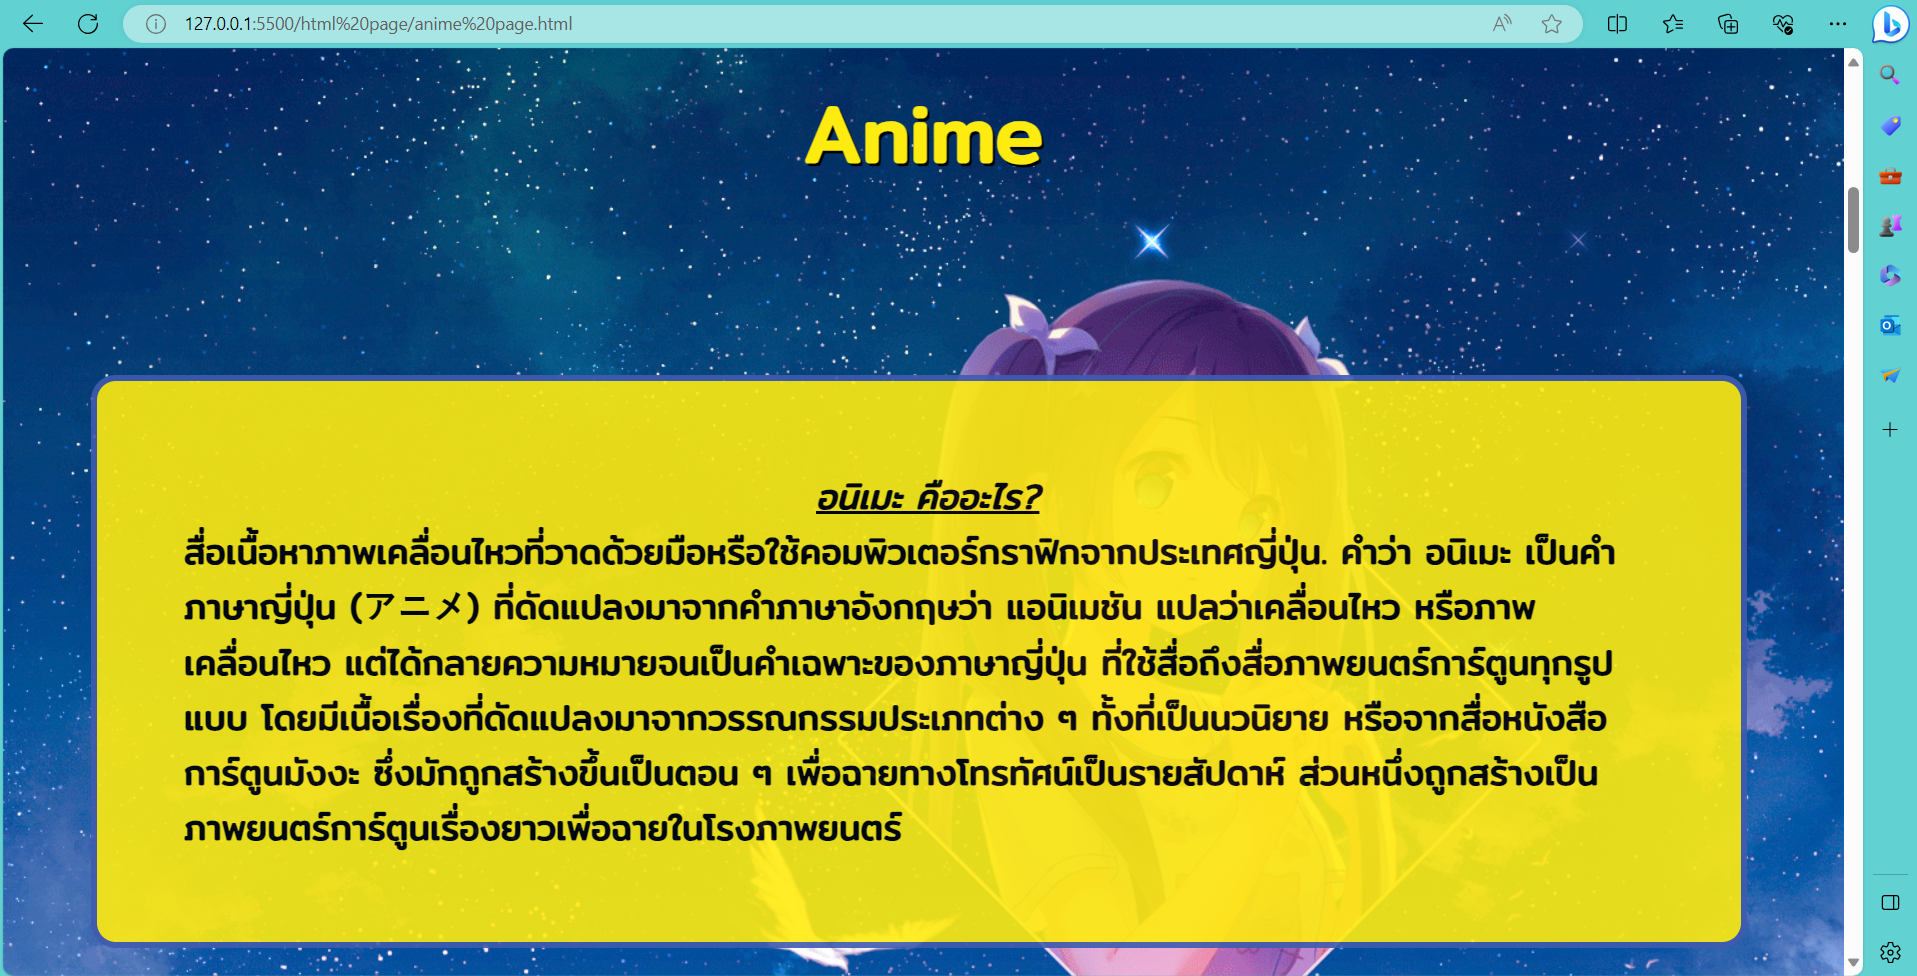 127.0.0.1:5500/html%20page/anime%20page.html
Anime
อนิเมะ คืออะไร?
สื่อเนื้อหาภาพเคลื่อนไหวที่วาดด้วยมือหรือใช้คอมพิวเตอร์กราฟิกจากประเทศญี่ปุ่น. คำว่า อนิเมะ เป็นคำ
ภาษาญี่ปุ่น (アニメ) ที่ดัดแปลงมาจากคำภาษาอังกฤษว่า แอนิเมชัน แปลว่าเคลื่อนไหว หรือภาพ
เคลื่อนไหว แต่ได้กลายความหมายจนเป็นคำเฉพาะของภาษาญี่ปุ่น ที่ใช้สื่อถึงสื่อภาพยนตร์การ์ตูนทุกรูป
แบบ โดยมีเนื้อเรื่องที่ดัดแปลงมาจากวรรณกรรมประเภทต่าง ๆ ทั้งที่เป็นนวนิยาย หรือจากสื่อหนังสือ
การ์ตูนมังงะ ซึ่งมักถูกสร้างขึ้นเป็นตอน ๆ เพื่อฉายทางโทรทัศน์เป็นรายสัปดาห์ ส่วนหนึ่งถูกสร้างเป็น
ภาพยนตร์การ์ตูนเรื่องยาวเพื่อฉายในโรงภาพยนตร์